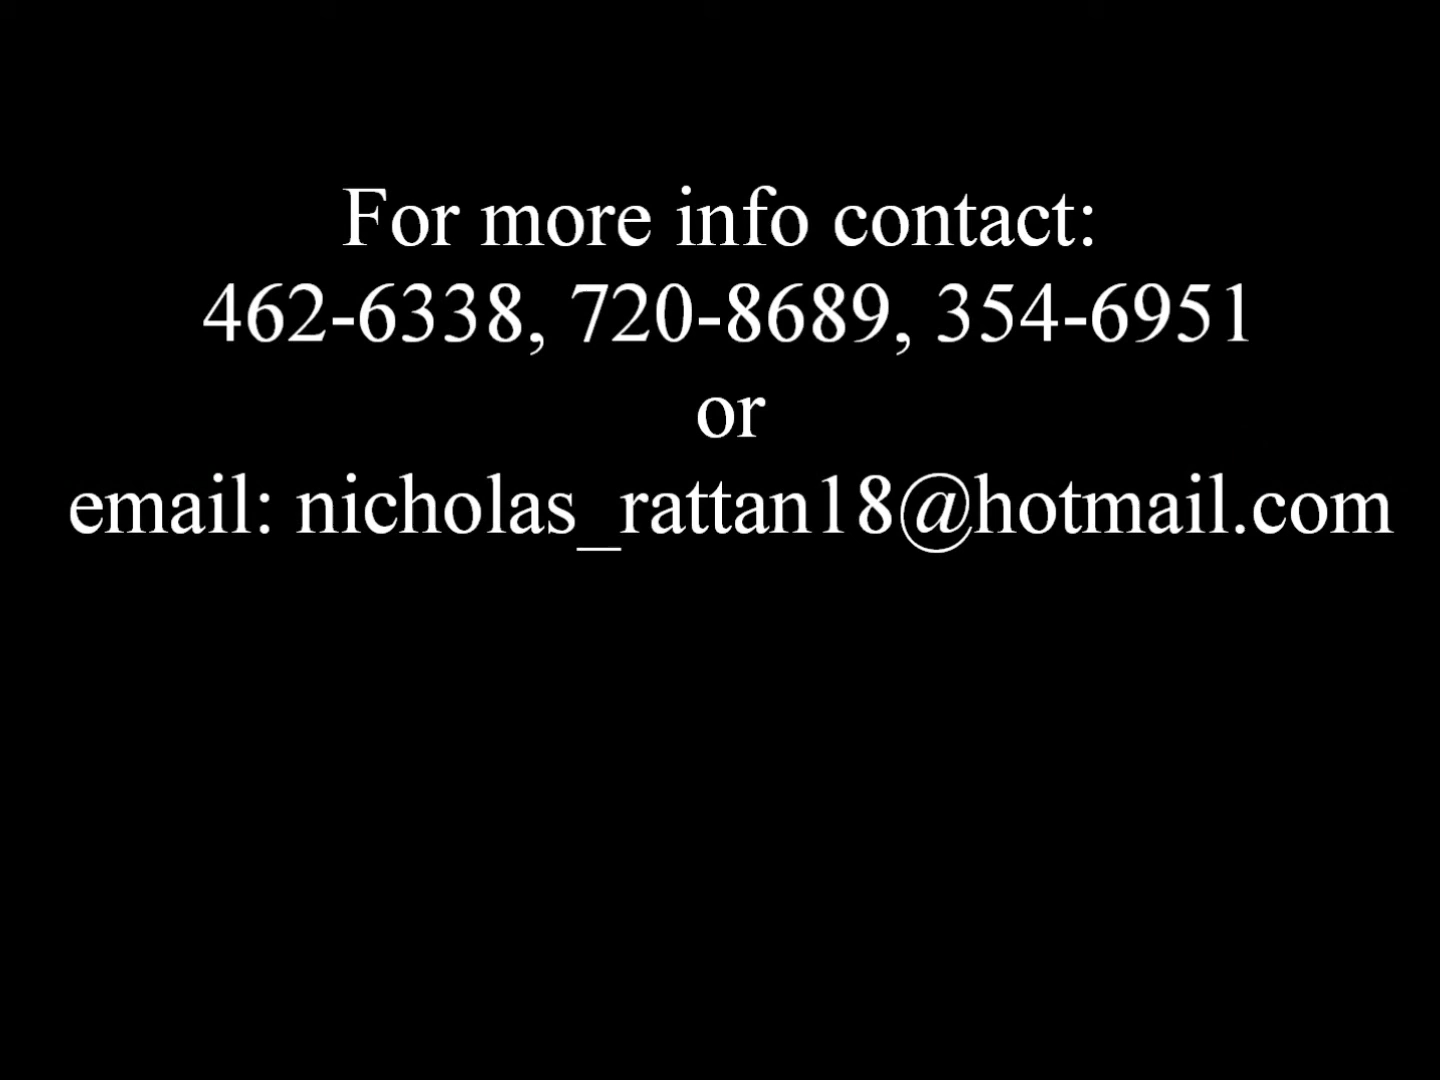 For more info contact:
462-6338, 720-8689, 354-6951
or
email: nicholas_rattan18@hotmail.com